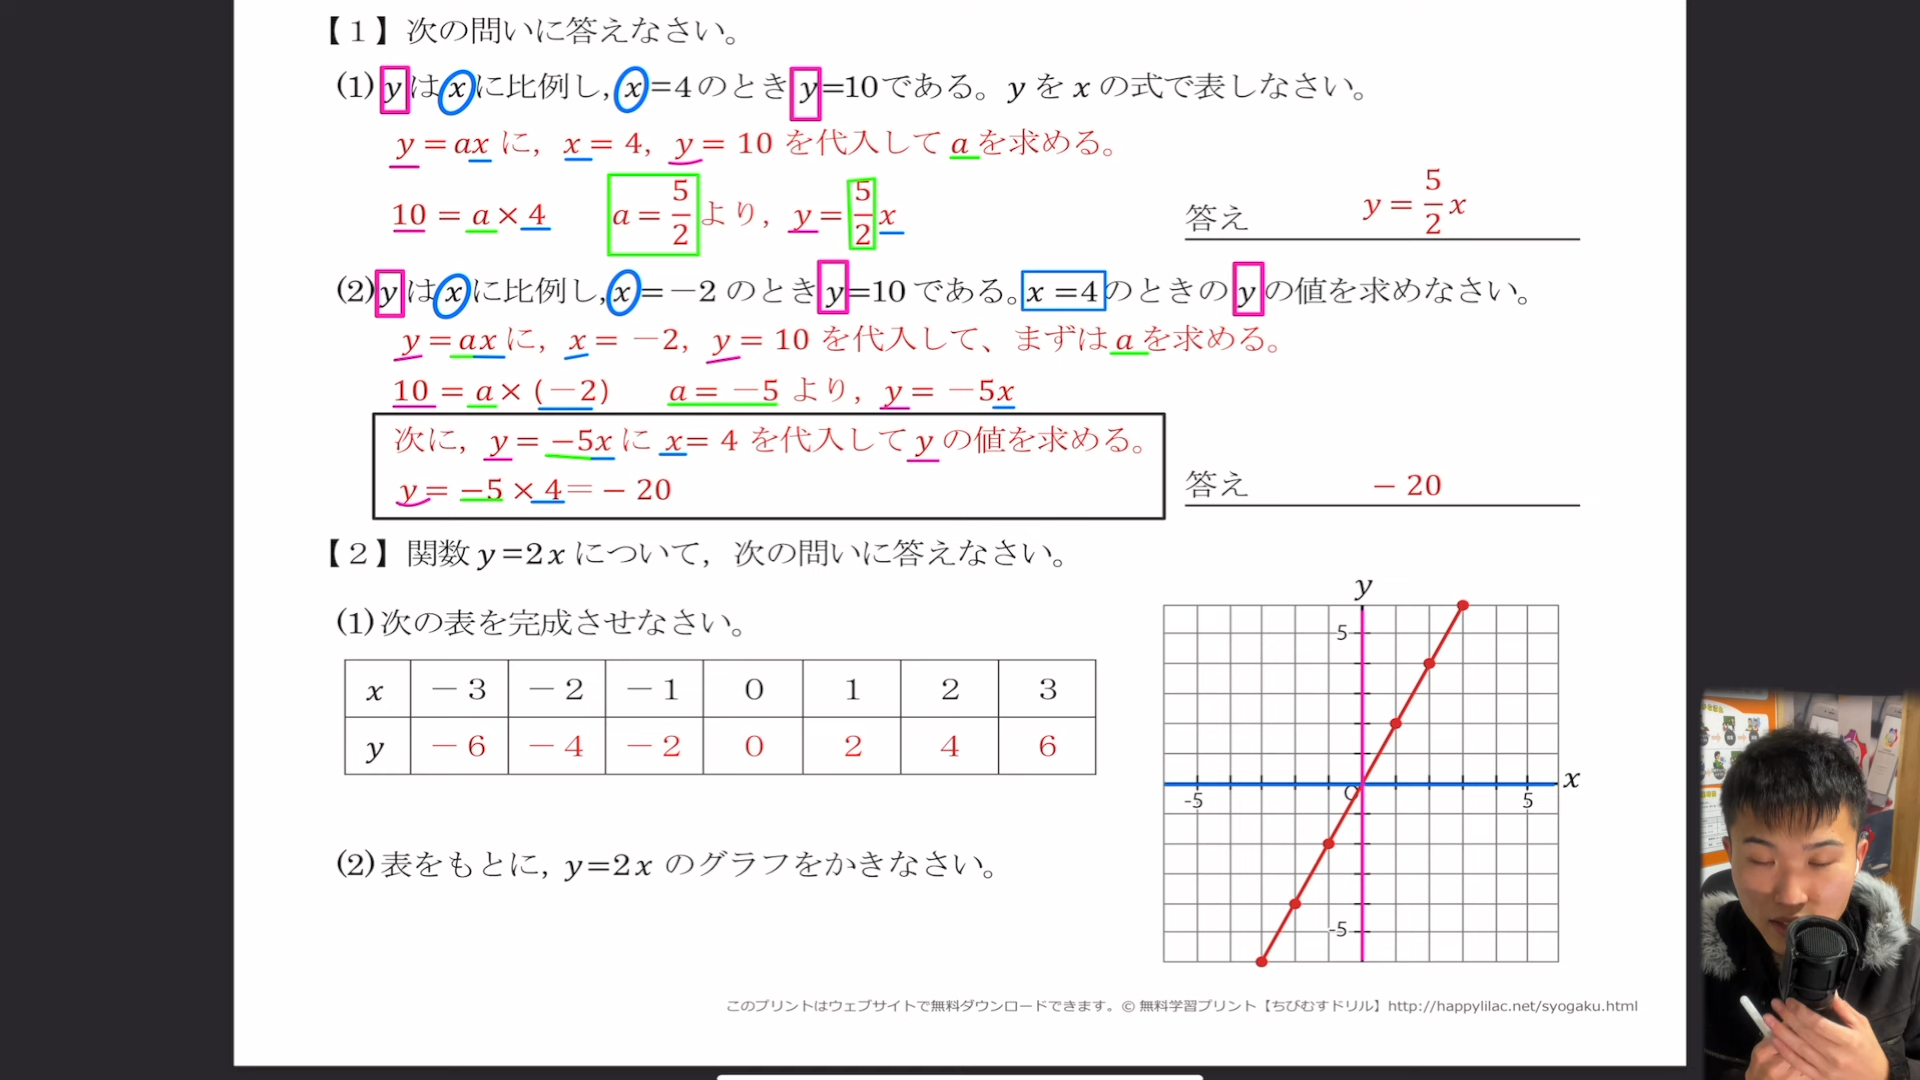 【1】次の問いに答えなさい。
(1) yはxに比例し,x=4のときy=10である。yをxの式で表しなさい。
y = ax に, x = 4, y = 10 を代入して a を求める。
10 = a × 4 a = 5/2 より, y = 5/2 x
答え y = 5/2 x
(2) yはxに比例し,x=−2のときy=10である。x=4のときのyの値を求めなさい。
y = ax に, x = −2, y = 10 を代入して、まずは a を求める。
10 = a × (−2) a = −5 より, y = −5x
次に, y = −5x に x = 4 を代入して y の値を求める。
y = −5 × 4 = − 20
答え − 20
【2】関数 y=2x について, 次の問いに答えなさい。
(1) 次の表を完成させなさい。
x −3 −2 −1 0 1 2 3
y −6 −4 −2 0 2 4 6
(2) 表をもとに, y=2x のグラフをかきなさい。
y
5
x
-5 O 5
-5
このプリントはウェブサイトで無料ダウンロードできます。© 無料学習プリント【ちびむすドリル】http://happylilac.net/syogaku.html